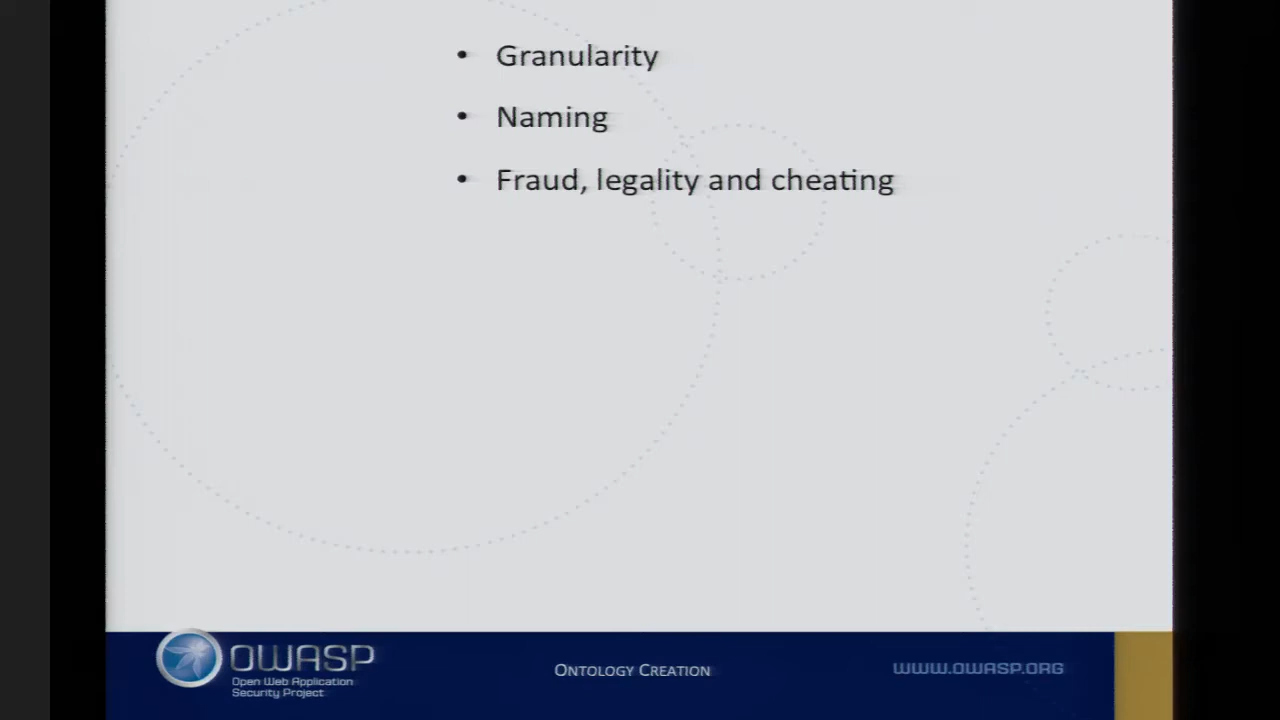 • Granularity
• Naming
• Fraud, legality and cheating
OWASP
Open Web Application
Security Project
ONTOLOGY CREATION
WWW.OWASP.ORG